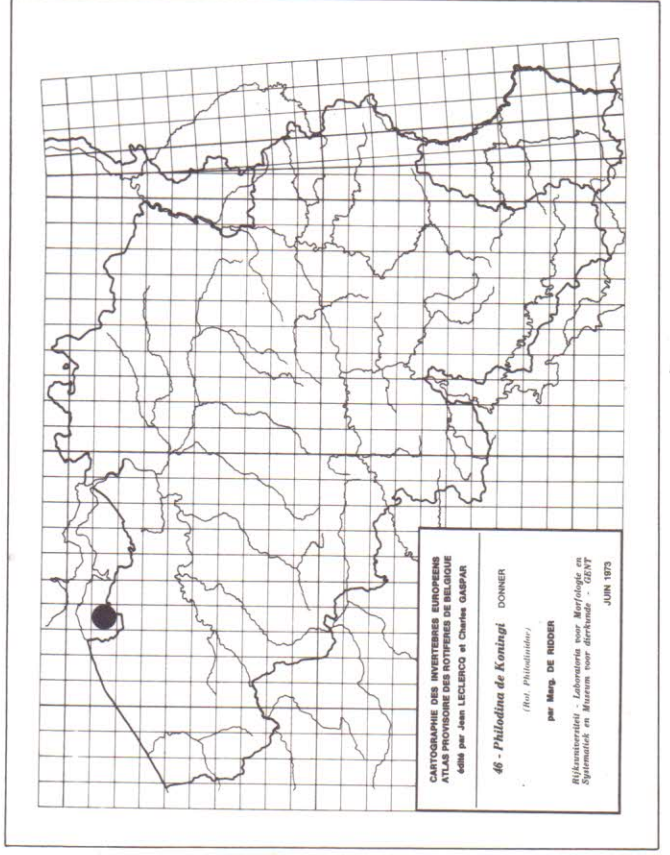 CARTOGRAPHIE DES INVERTEBRES EUROPEENS
ATLAS PROVISOIRE DES ROTIFERES DE BELGIQUE
édité par Jean LECLERCQ et Charles GASPAR
46 - Philodina de Koningi DONNER
(Rot. Philodinidae)
par Marg. DE RIDDER
Rijksuniversiteit - Laboratoria voor Morfologie en
Systematiek en Museum voor dierkunde - GENT
JUIN 1973